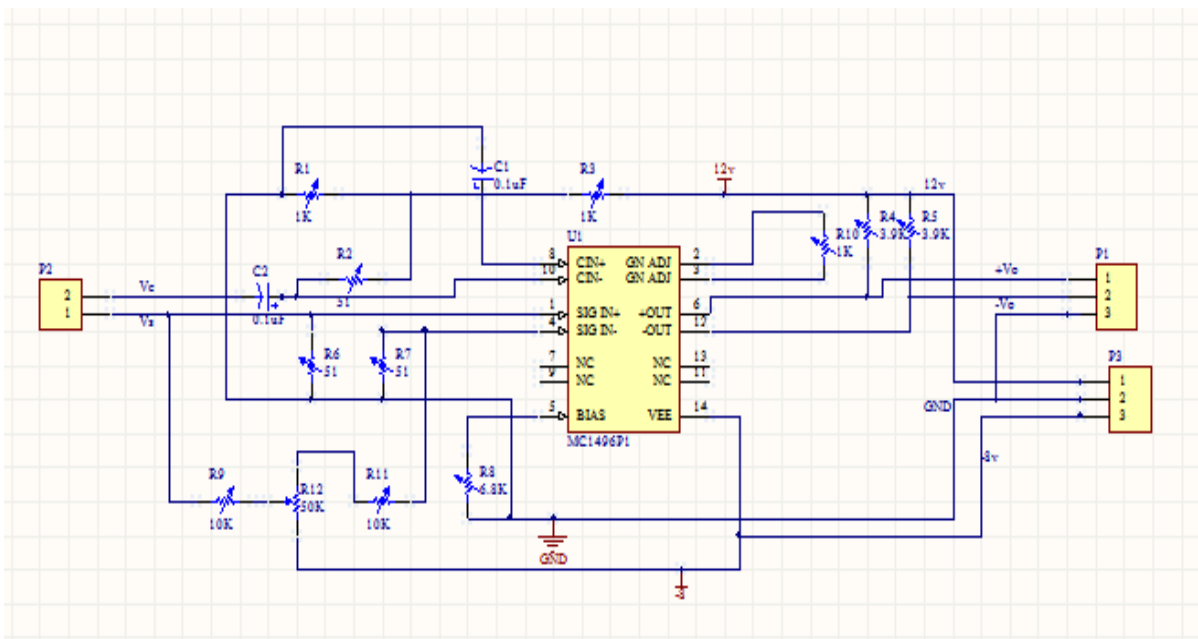 R1
1K
C1
0.1uF
R3
1K
12v
12v
R10
1K
R4
3.9K
R5
3.9K
P2
2
1
Vc
Vs
C2
0.1uF
R2
51
U1
8 CIN+ GN ADJ 2
10 CIN- GN ADJ 3
1 SIG IN+ +OUT 6
4 SIG IN- -OUT 12
7 NC NC 13
9 NC NC 11
5 BIAS VEE 14
MC1496P1
+Vo
-Vo
P1
1
2
3
R6
51
R7
51
P3
1
2
3
GND
-8v
R9
10K
R12
50K
R11
10K
R8
6.8K
GND
-8